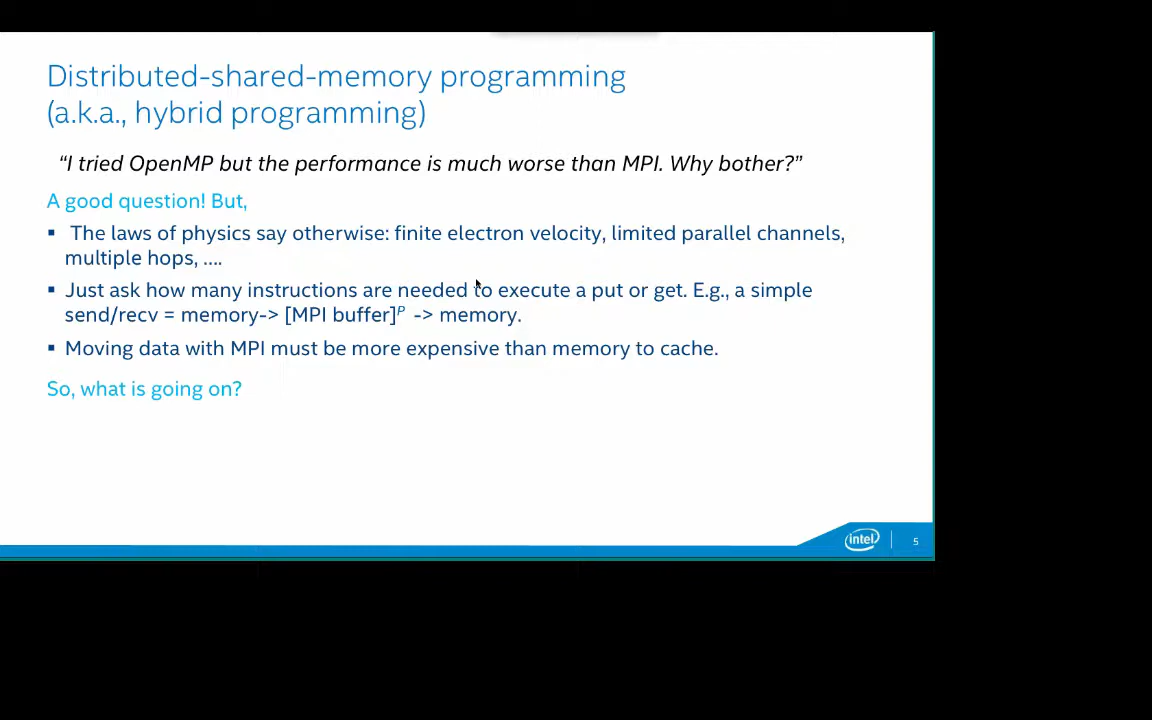 Distributed-shared-memory programming
(a.k.a., hybrid programming)
“I tried OpenMP but the performance is much worse than MPI. Why bother?”
A good question! But,
▪ The laws of physics say otherwise: finite electron velocity, limited parallel channels,
multiple hops, ....
▪ Just ask how many instructions are needed to execute a put or get. E.g., a simple
send/recv = memory-> [MPI buffer]ᴾ -> memory.
▪ Moving data with MPI must be more expensive than memory to cache.
So, what is going on?
intel 5